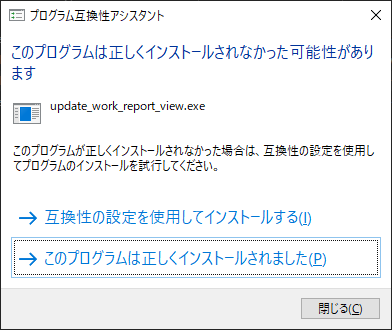 プログラム互換性アシスタント
このプログラムは正しくインストールされなかった可能性があり
ます
update_work_report_view.exe
このプログラムが正しくインストールされなかった場合は、互換性の設定を使用し
てプログラムのインストールを試行してください。
互換性の設定を使用してインストールする(I)
このプログラムは正しくインストールされました(P)
閉じる(C)